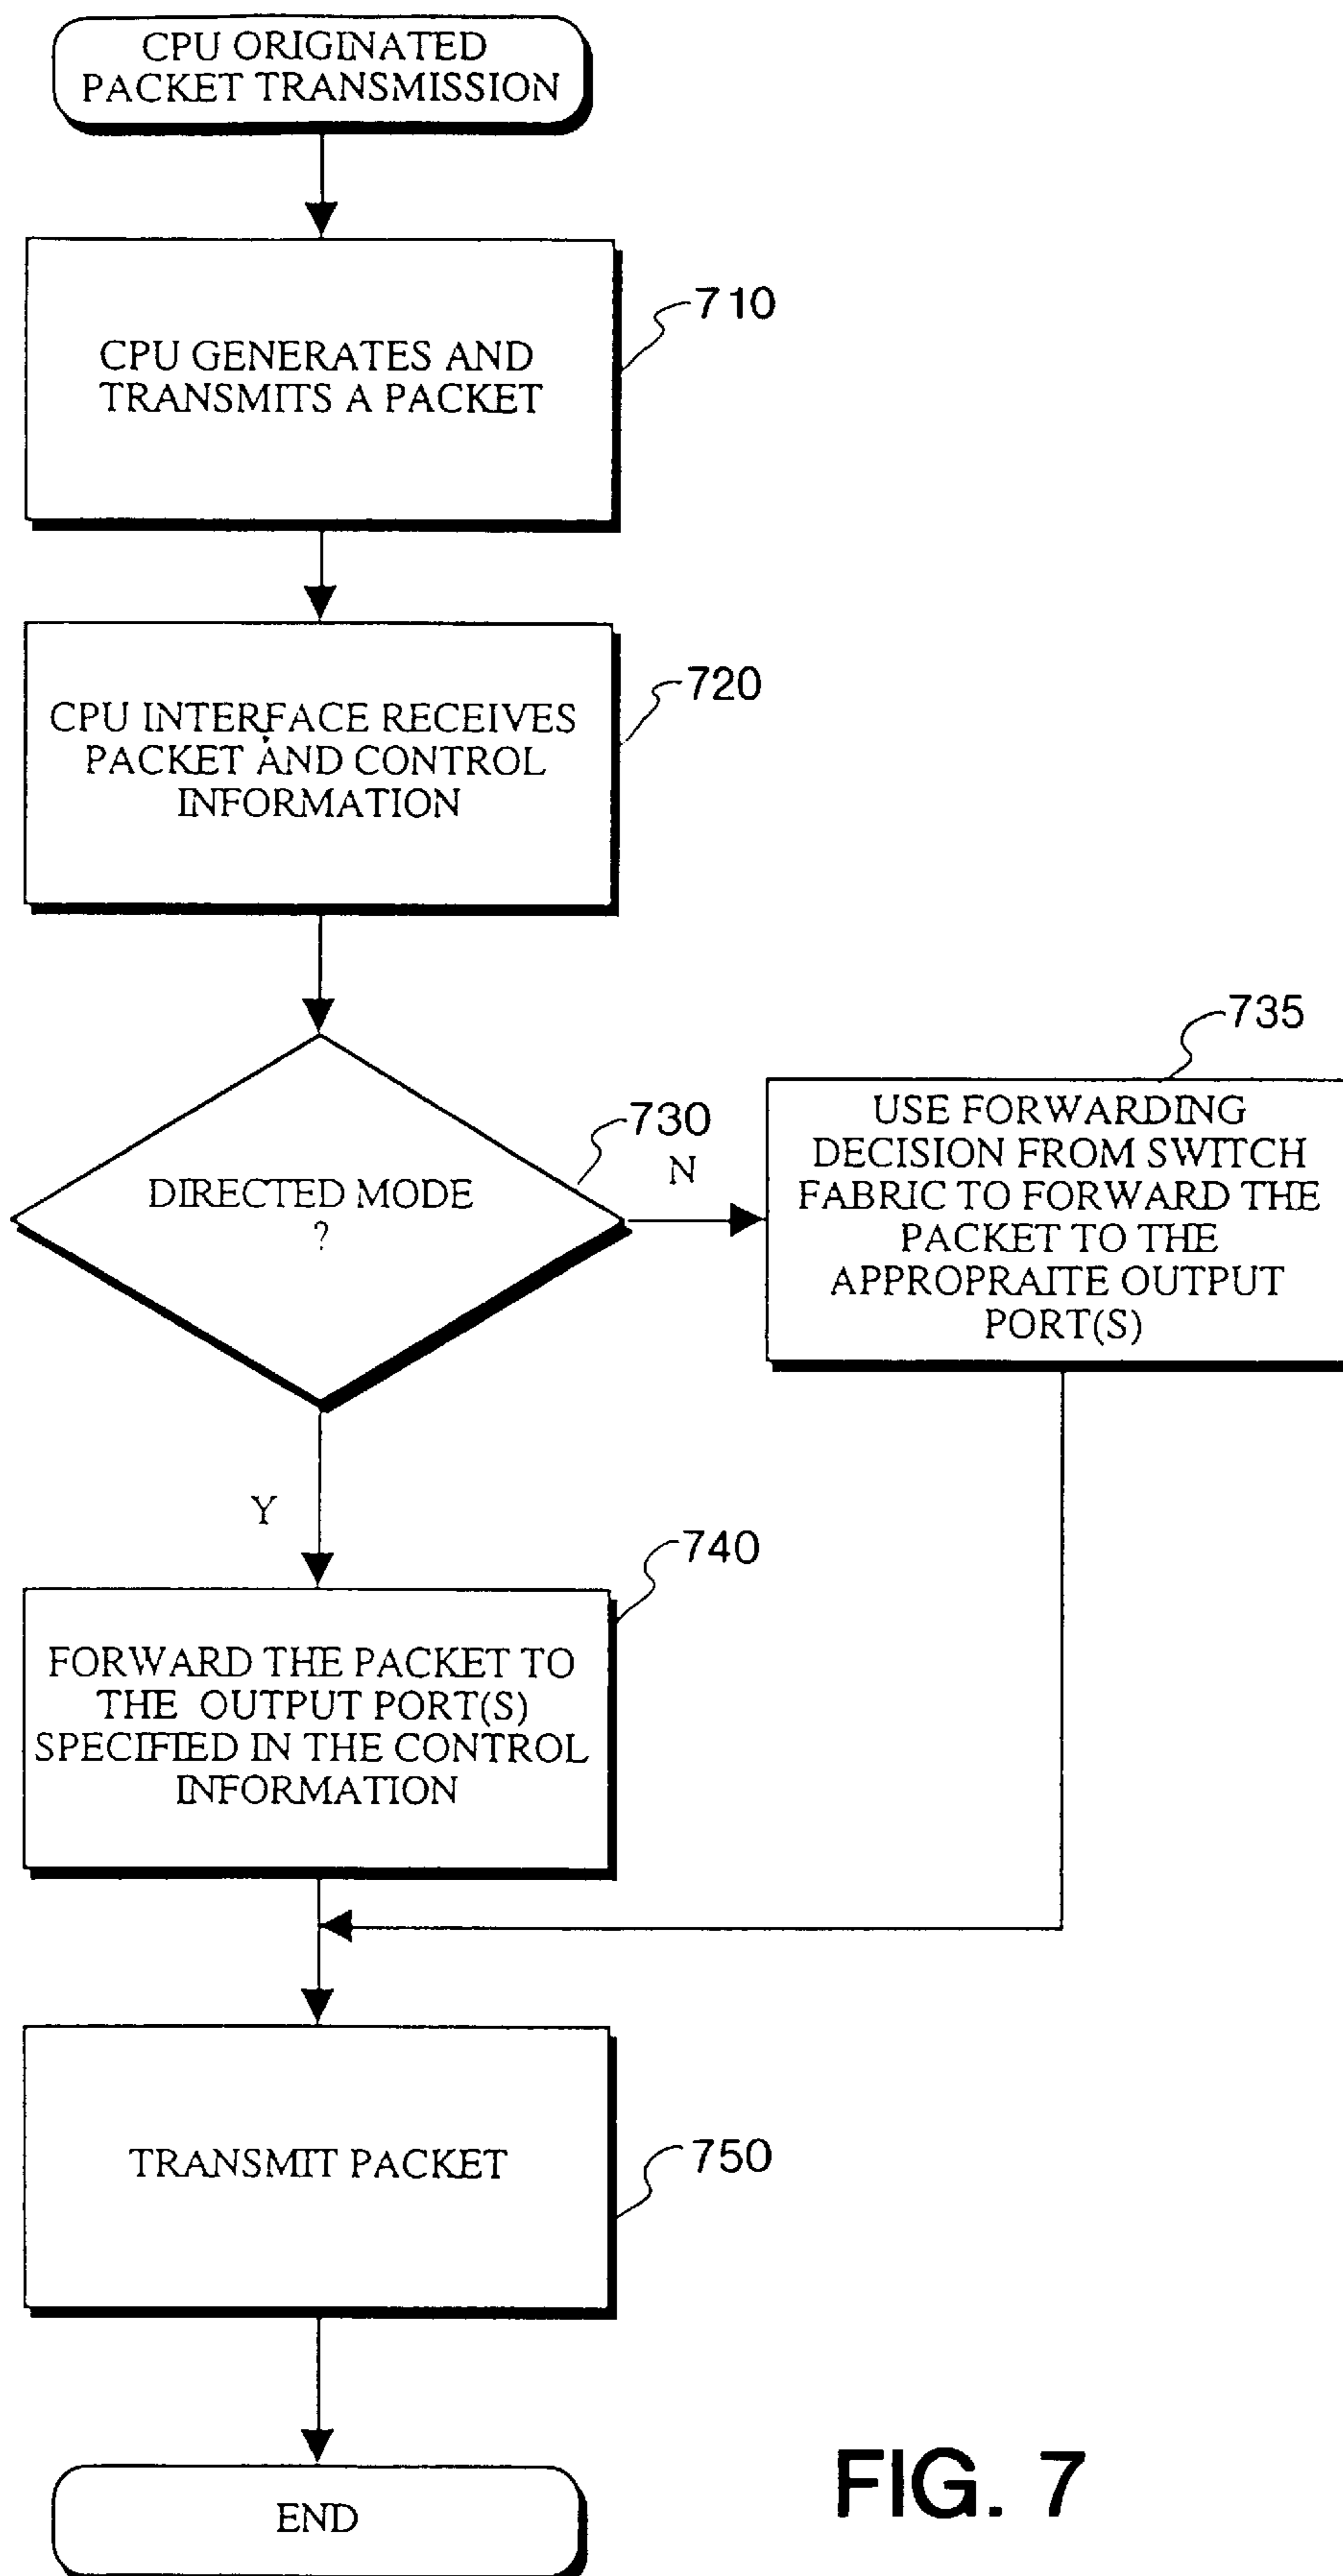 CPU ORIGINATED
PACKET TRANSMISSION
710
CPU GENERATES AND
TRANSMITS A PACKET
720
CPU INTERFACE RECEIVES
PACKET AND CONTROL
INFORMATION
730
DIRECTED MODE
?
N
735
USE FORWARDING
DECISION FROM SWITCH
FABRIC TO FORWARD THE
PACKET TO THE
APPROPRAITE OUTPUT
PORT(S)
Y
740
FORWARD THE PACKET TO
THE OUTPUT PORT(S)
SPECIFIED IN THE CONTROL
INFORMATION
TRANSMIT PACKET
750
END
FIG. 7